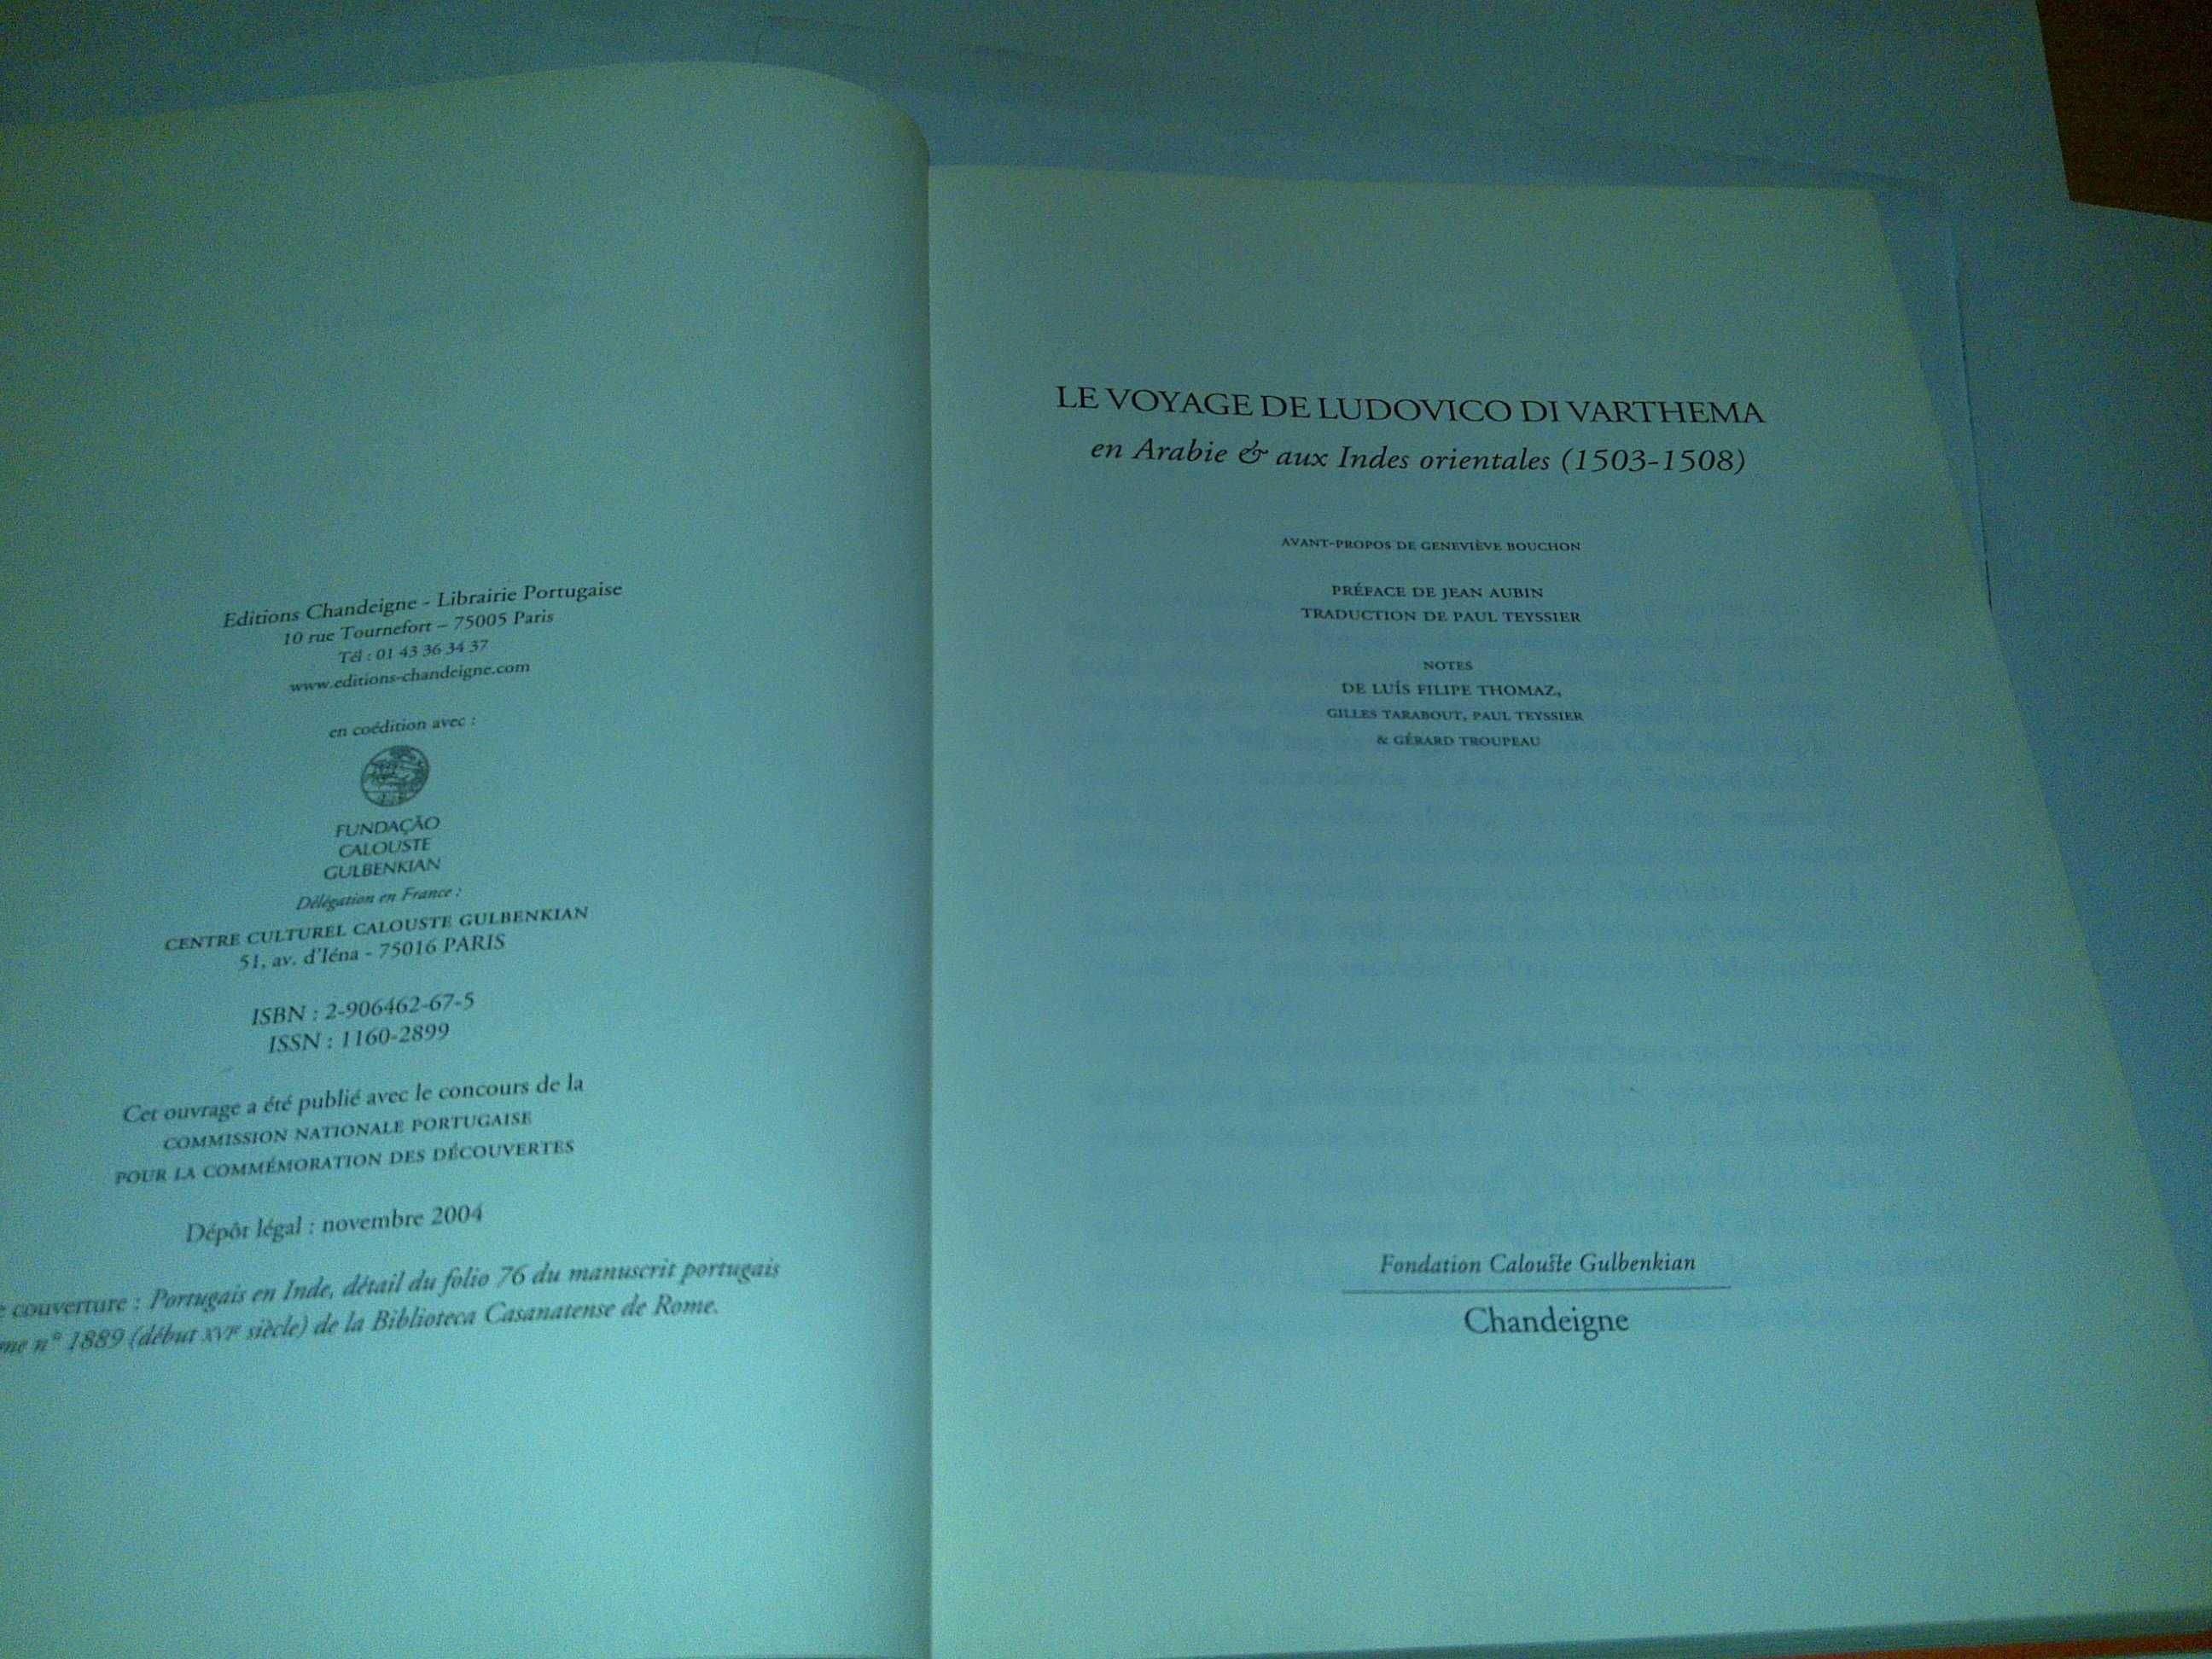 Editions Chandeigne - Librairie Portugaise
10 rue Tournefort – 75005 Paris
Tél : 01 43 36 34 37
www.editions-chandeigne.com
en coédition avec :
FUNDAÇÃO
CALOUSTE
GULBENKIAN
Délégation en France :
CENTRE CULTUREL CALOUSTE GULBENKIAN
51, av. d'Iéna - 75016 PARIS
ISBN : 2-906462-67-5
ISSN : 1160-2899
Cet ouvrage a été publié avec le concours de la
COMMISSION NATIONALE PORTUGAISE
POUR LA COMMÉMORATION DES DÉCOUVERTES
Dépôt légal : novembre 2004
couverture : Portugais en Inde, détail du folio 76 du manuscrit portugais
n° 1889 (début XVIe siècle) de la Biblioteca Casanatense de Rome.
LE VOYAGE DE LUDOVICO DI VARTHEMA
en Arabie & aux Indes orientales (1503-1508)
AVANT-PROPOS DE GENEVIÈVE BOUCHON
PRÉFACE DE JEAN AUBIN
TRADUCTION DE PAUL TEYSSIER
NOTES
DE LUÍS FILIPE THOMAZ,
GILLES TARABOUT, PAUL TEYSSIER
& GÉRARD TROUPEAU
Fondation Calouste Gulbenkian
Chandeigne